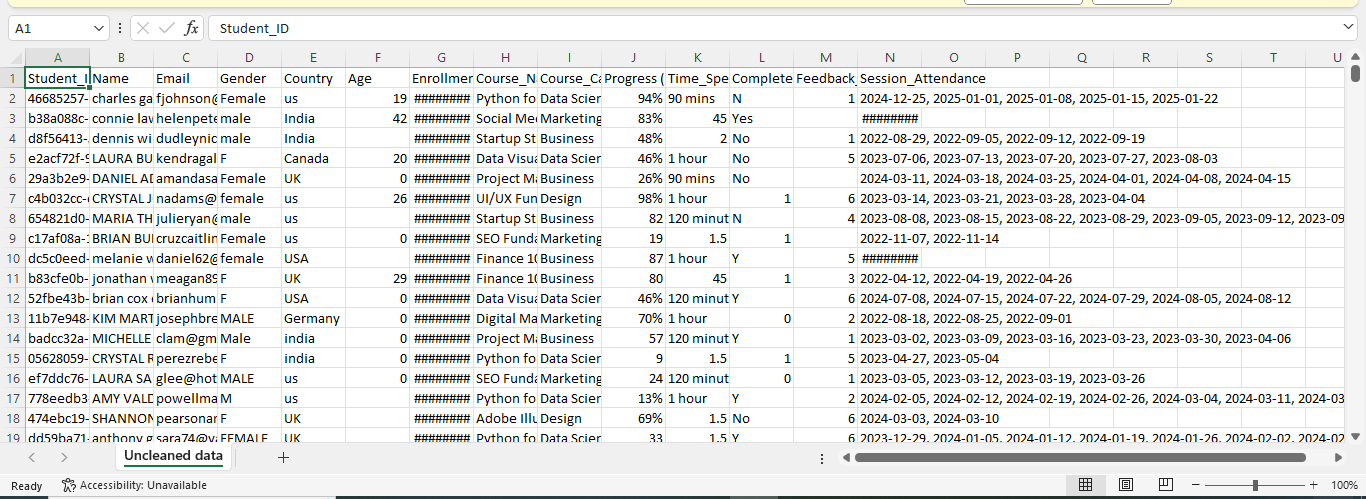 A1 fx Student_ID
A B C D E F G H I J K L M N O P Q R S T U
1 Student_I Name Email Gender Country Age Enrollmer Course_N Course_Ca Progress ( Time_Spe Complete Feedback_ Session_Attendance
2 46685257- charles ga fjohnson@ Female us 19 ######## Python fo Data Scien 94% 90 mins N 1 2024-12-25, 2025-01-01, 2025-01-08, 2025-01-15, 2025-01-22
3 b38a088c- connie lav helenpete male India 42 ######## Social Med Marketing 83% 45 Yes ########
4 d8f56413- dennis wi dudleynic male India ######## Startup St Business 48% 2 No 1 2022-08-29, 2022-09-05, 2022-09-12, 2022-09-19
5 e2acf72f-9 LAURA BU kendragal F Canada 20 ######## Data Visua Data Scien 46% 1 hour No 5 2023-07-06, 2023-07-13, 2023-07-20, 2023-07-27, 2023-08-03
6 29a3b2e9- DANIEL AD amandasa Female UK 0 ######## Project Ma Business 26% 90 mins No 2024-03-11, 2024-03-18, 2024-03-25, 2024-04-01, 2024-04-08, 2024-04-15
7 c4b032cc- CRYSTAL J nadams@ female us 26 ######## UI/UX Fun Design 98% 1 hour 1 6 2023-03-14, 2023-03-21, 2023-03-28, 2023-04-04
8 654821d0- MARIA TH julieryan@ male us ######## Startup St Business 82 120 minut N 4 2023-08-08, 2023-08-15, 2023-08-22, 2023-08-29, 2023-09-05, 2023-09-12, 2023-09
9 c17af08a-1 BRIAN BUI cruzcaitlin Female us 0 ######## SEO Funda Marketing 19 1.5 1 2022-11-07, 2022-11-14
10 dc5c0eed- melanie w daniel62@ female USA ######## Finance 10 Business 87 1 hour Y 5 ########
11 b83cfe0b- jonathan v meagan89 F UK 29 ######## Finance 10 Business 80 45 1 3 2022-04-12, 2022-04-19, 2022-04-26
12 52fbe43b- brian cox brianhum F USA 0 ######## Data Visua Data Scien 46% 120 minut Y 6 2024-07-08, 2024-07-15, 2024-07-22, 2024-07-29, 2024-08-05, 2024-08-12
13 11b7e948- KIM MART josephbre MALE Germany 0 ######## Digital Ma Marketing 70% 1 hour 0 2 2022-08-18, 2022-08-25, 2022-09-01
14 badcc32a- MICHELLE clam@gm Male india 0 ######## Project Ma Business 57 120 minut Y 1 2023-03-02, 2023-03-09, 2023-03-16, 2023-03-23, 2023-03-30, 2023-04-06
15 05628059- CRYSTAL R perezrebe F india 0 ######## Python fo Data Scien 9 1.5 1 5 2023-04-27, 2023-05-04
16 ef7ddc76- LAURA SA glee@hot MALE us 0 ######## SEO Funda Marketing 24 120 minut 0 1 2023-03-05, 2023-03-12, 2023-03-19, 2023-03-26
17 778eedb3 AMY VALD powellma M us ######## Python fo Data Scien 13% 1 hour Y 2 2024-02-05, 2024-02-12, 2024-02-19, 2024-02-26, 2024-03-04, 2024-03-11, 2024-03
18 474ebc19- SHANNON pearsonar F UK ######## Adobe Illu Design 69% 1.5 No 6 2024-03-03, 2024-03-10
19 dd59ba71- anthony g sara74@y FEMALE UK ######## Python fo Data Scien 33 1.5 Y 6 2023-12-29, 2024-01-05, 2024-01-12, 2024-01-19, 2024-01-26, 2024-02-02, 2024-02
Uncleaned data
Ready Accessibility: Unavailable 100%